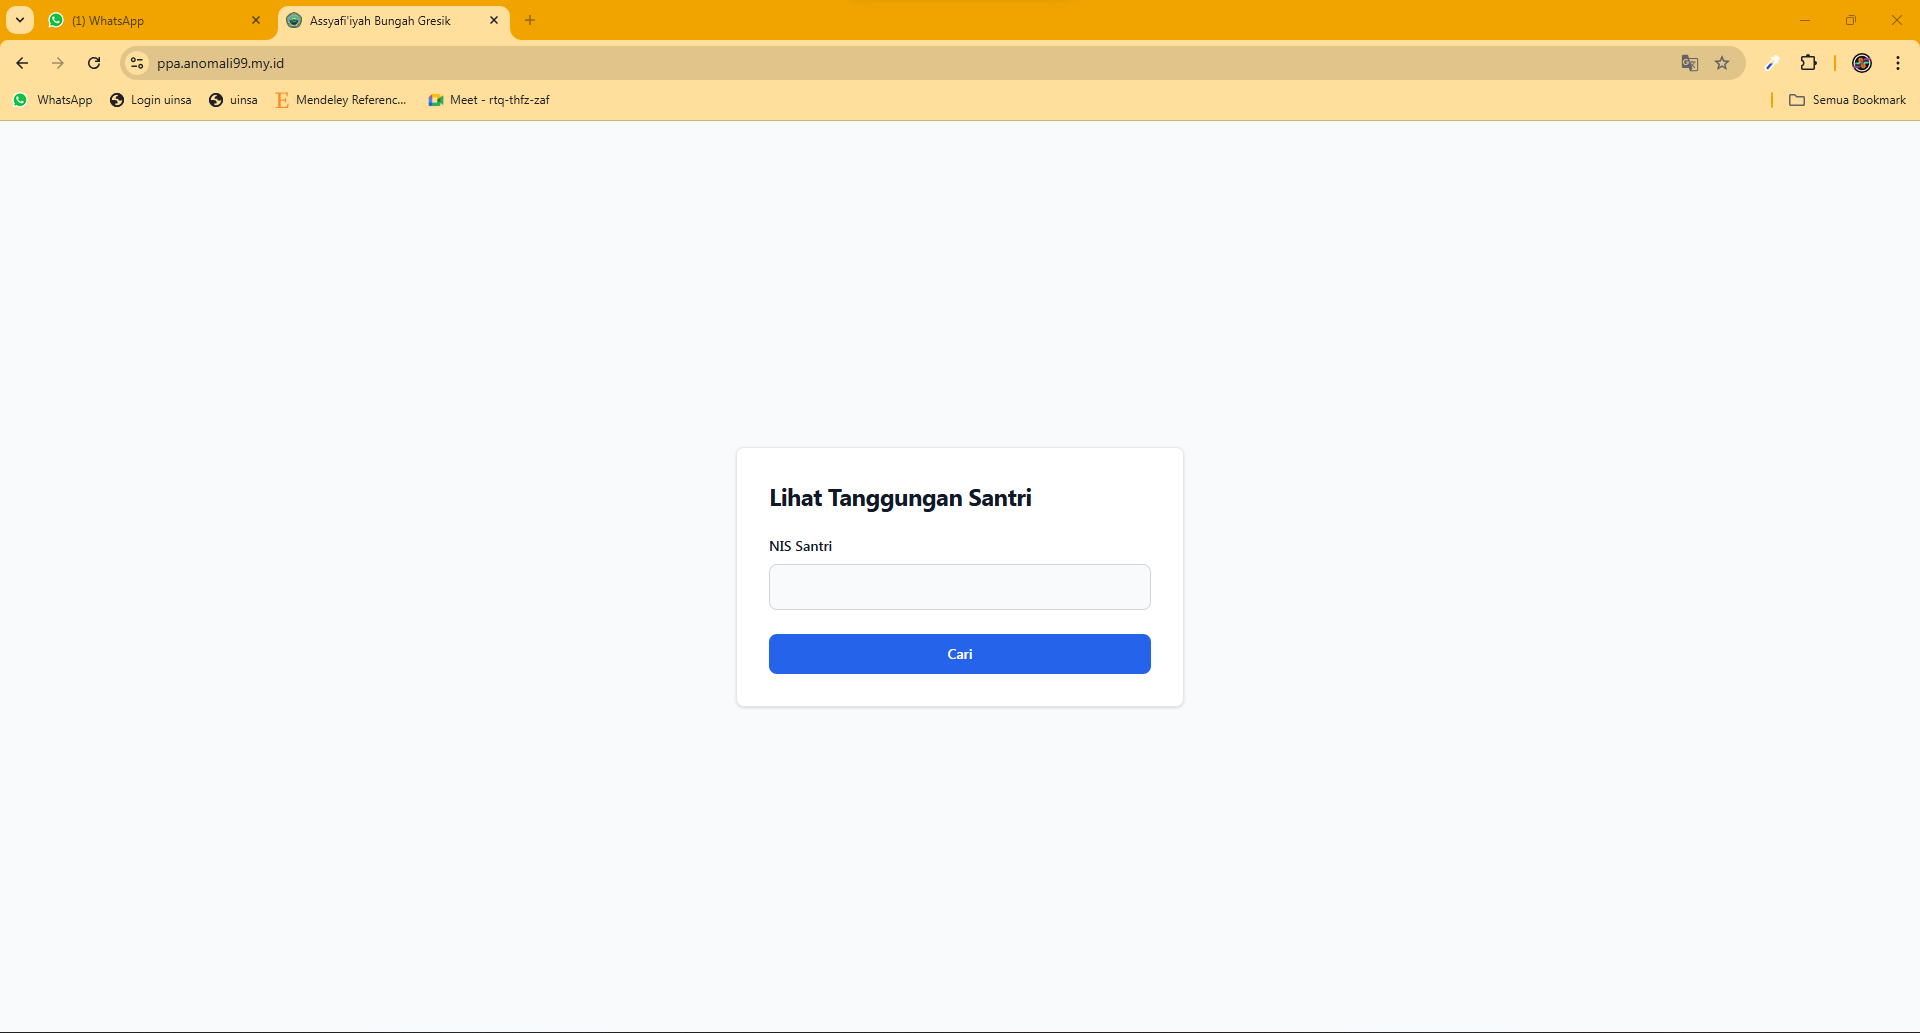 (1) WhatsApp
Assyafi'iyah Bungah Gresik
ppa.anomali99.my.id
WhatsApp
Login uinsa
uinsa
Mendeley Referenc...
Meet - rtq-thfz-zaf
Semua Bookmark
Lihat Tanggungan Santri
NIS Santri
Cari